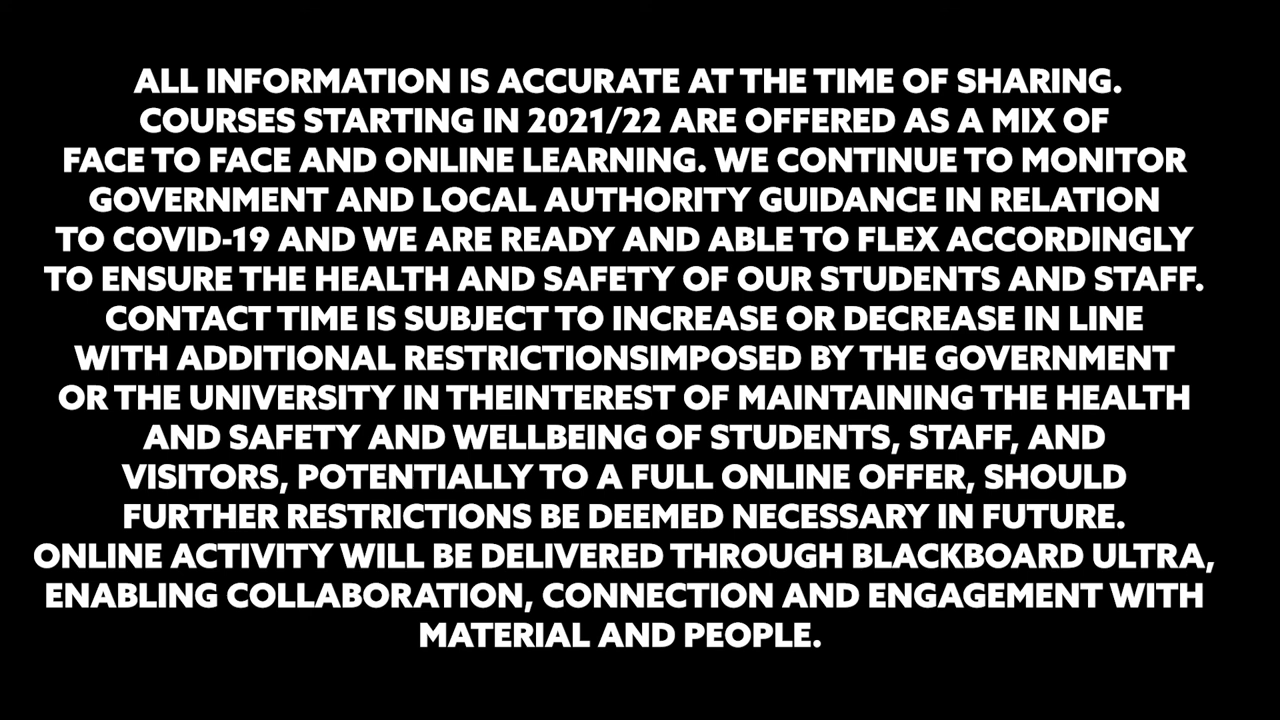 ALL INFORMATION IS ACCURATE AT THE TIME OF SHARING.
COURSES STARTING IN 2021/22 ARE OFFERED AS A MIX OF
FACE TO FACE AND ONLINE LEARNING. WE CONTINUE TO MONITOR
GOVERNMENT AND LOCAL AUTHORITY GUIDANCE IN RELATION
TO COVID-19 AND WE ARE READY AND ABLE TO FLEX ACCORDINGLY
TO ENSURE THE HEALTH AND SAFETY OF OUR STUDENTS AND STAFF.
CONTACT TIME IS SUBJECT TO INCREASE OR DECREASE IN LINE
WITH ADDITIONAL RESTRICTIONSIMPOSED BY THE GOVERNMENT
OR THE UNIVERSITY IN THEINTEREST OF MAINTAINING THE HEALTH
AND SAFETY AND WELLBEING OF STUDENTS, STAFF, AND
VISITORS, POTENTIALLY TO A FULL ONLINE OFFER, SHOULD
FURTHER RESTRICTIONS BE DEEMED NECESSARY IN FUTURE.
ONLINE ACTIVITY WILL BE DELIVERED THROUGH BLACKBOARD ULTRA,
ENABLING COLLABORATION, CONNECTION AND ENGAGEMENT WITH
MATERIAL AND PEOPLE.